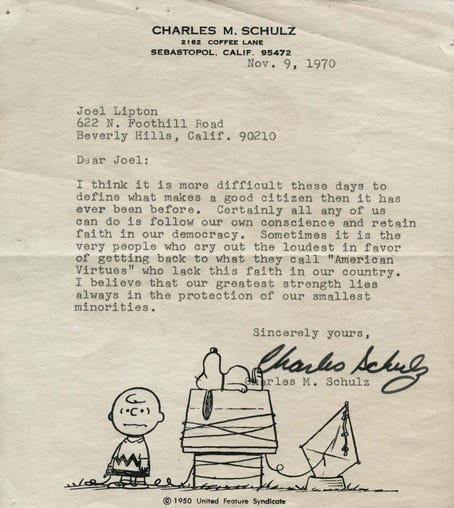 CHARLES M. SCHULZ
2162 COFFEE LANE
SEBASTOPOL, CALIF. 95472
Nov. 9, 1970
Joel Lipton
622 N. Foothill Road
Beverly Hills, Calif. 90210
Dear Joel:
I think it is more difficult these days to
define what makes a good citizen then it has
ever been before. Certainly all any of us
can do is follow our own conscience and retain
faith in our democracy. Sometimes it is the
very people who cry out the loudest in favor
of getting back to what they call "American
Virtues" who lack this faith in our country.
I believe that our greatest strength lies
always in the protection of our smallest
minorities.
Sincerely yours,
Charles Schulz
Charles M. Schulz
© 1950 United Feature Syndicate